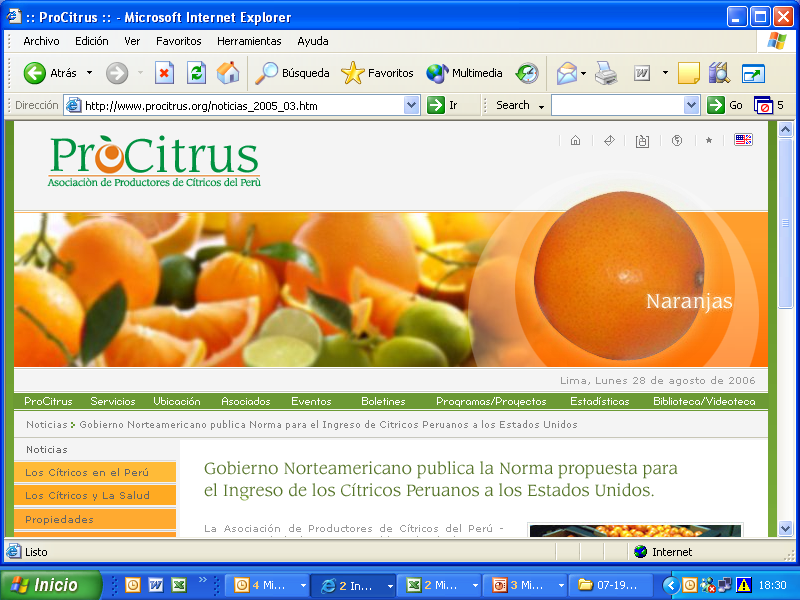 :: ProCitrus :: - Microsoft Internet Explorer
Archivo Edición Ver Favoritos Herramientas Ayuda
Atrás Búsqueda Favoritos Multimedia
Dirección http://www.procitrus.org/noticias_2005_03.htm Ir Search Go 5
PròCitrus
Asociaciòn de Productores de Cítricos del Perù
Naranjas
Lima, Lunes 28 de agosto de 2006
ProCitrus Servicios Ubicación Asociados Eventos Boletines Programas/Proyectos Estadísticas Biblioteca/Videoteca
Noticias > Gobierno Norteamericano publica Norma para el Ingreso de Citricos Peruanos a los Estados Unidos
Noticias
Los Cítricos en el Perú
Los Cítricos y La Salud
Propiedades
Gobierno Norteamericano publica la Norma propuesta para
el Ingreso de los Cítricos Peruanos a los Estados Unidos.
La Asociación de Productores de Cítricos del Perú -
Listo Internet
Inicio 4 Mi... 2 In... 2 Mi... 3 Mi... 07-19... 18:30